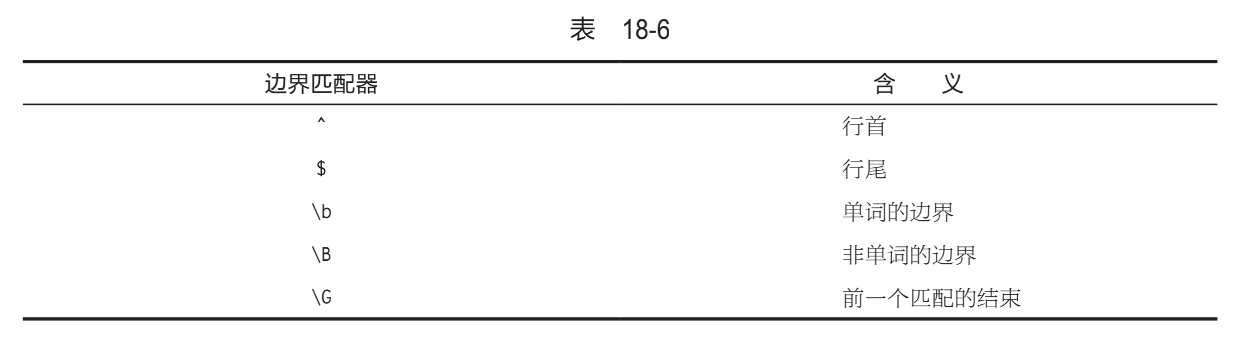 表 18-6
边界匹配器 含 义
^ 行首
$ 行尾
\b 单词的边界
\B 非单词的边界
\G 前一个匹配的结束